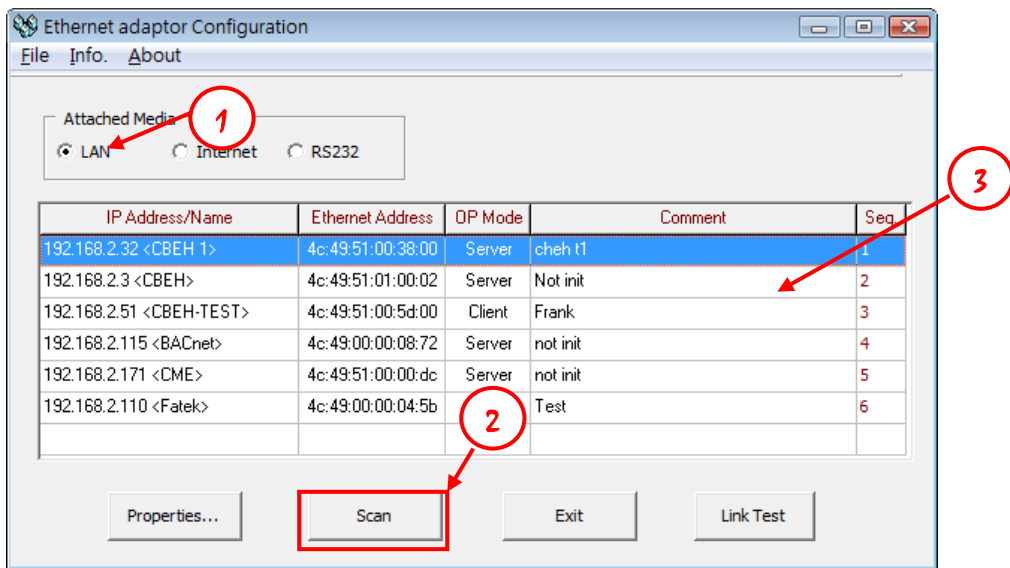 Ethernet adaptor Configuration
File Info. About
Attached Media
1
LAN Internet RS232
3
IP Address/Name Ethernet Address OP Mode Comment Seq.
192.168.2.32 <CBEH 1> 4c:49:51:00:38:00 Server cheh t1 1
192.168.2.3 <CBEH> 4c:49:51:01:00:02 Server Not init 2
192.168.2.51 <CBEH-TEST> 4c:49:51:00:5d:00 Client Frank 3
192.168.2.115 <BACnet> 4c:49:00:00:08:72 Server not init 4
192.168.2.171 <CME> 4c:49:51:00:00:dc Server not init 5
192.168.2.110 <Fatek> 4c:49:00:00:04:5b Test 6
2
Properties... Scan Exit Link Test